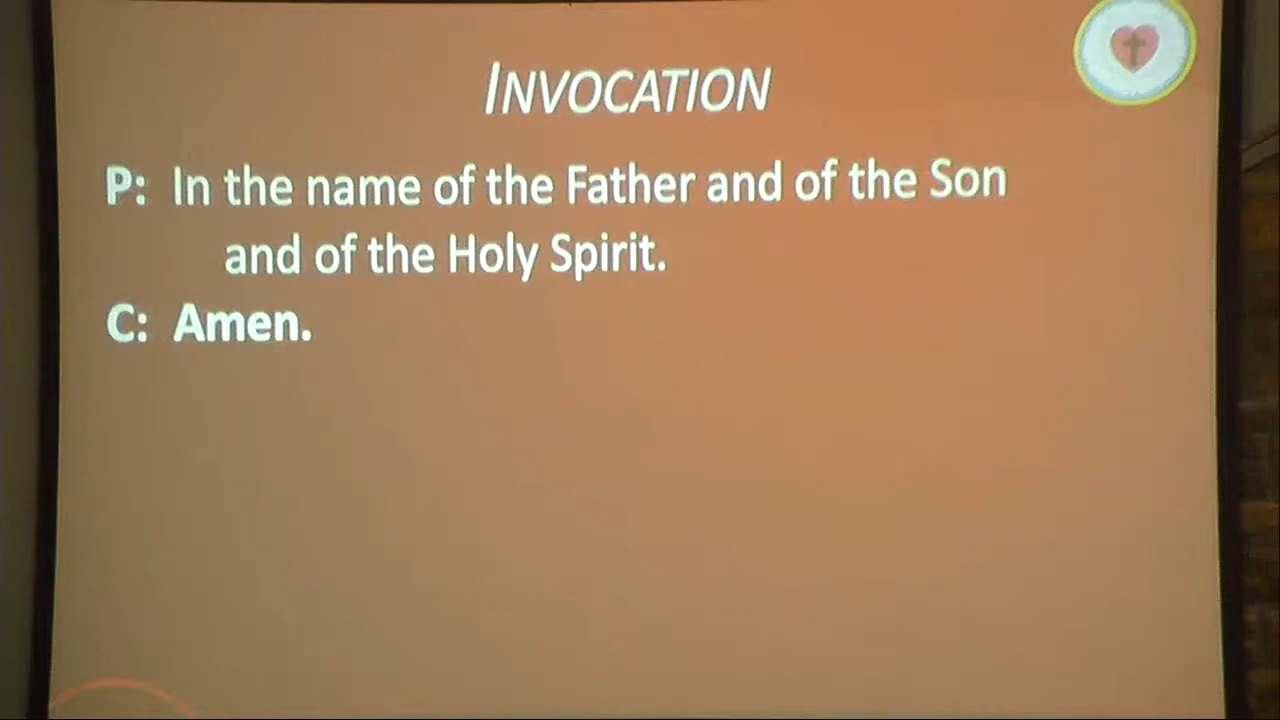 INVOCATION
P: In the name of the Father and of the Son
and of the Holy Spirit.
C: Amen.